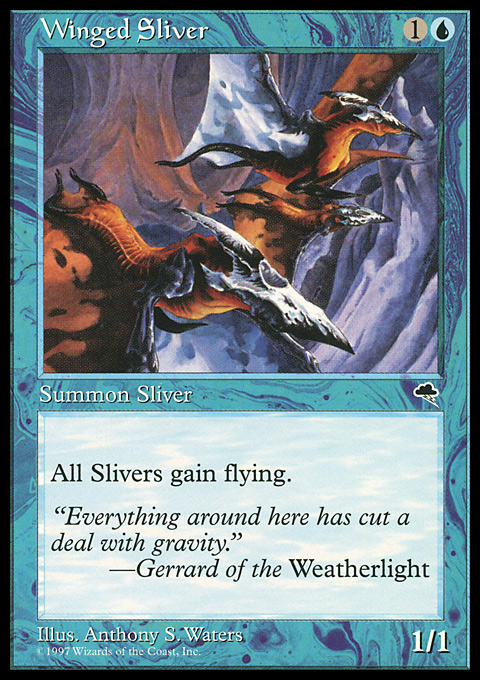 Winged Sliver 1
Summon Sliver
All Slivers gain flying.
“Everything around here has cut a
deal with gravity.”
—Gerrard of the Weatherlight
Illus. Anthony S. Waters
©1997 Wizards of the Coast, Inc.
1/1